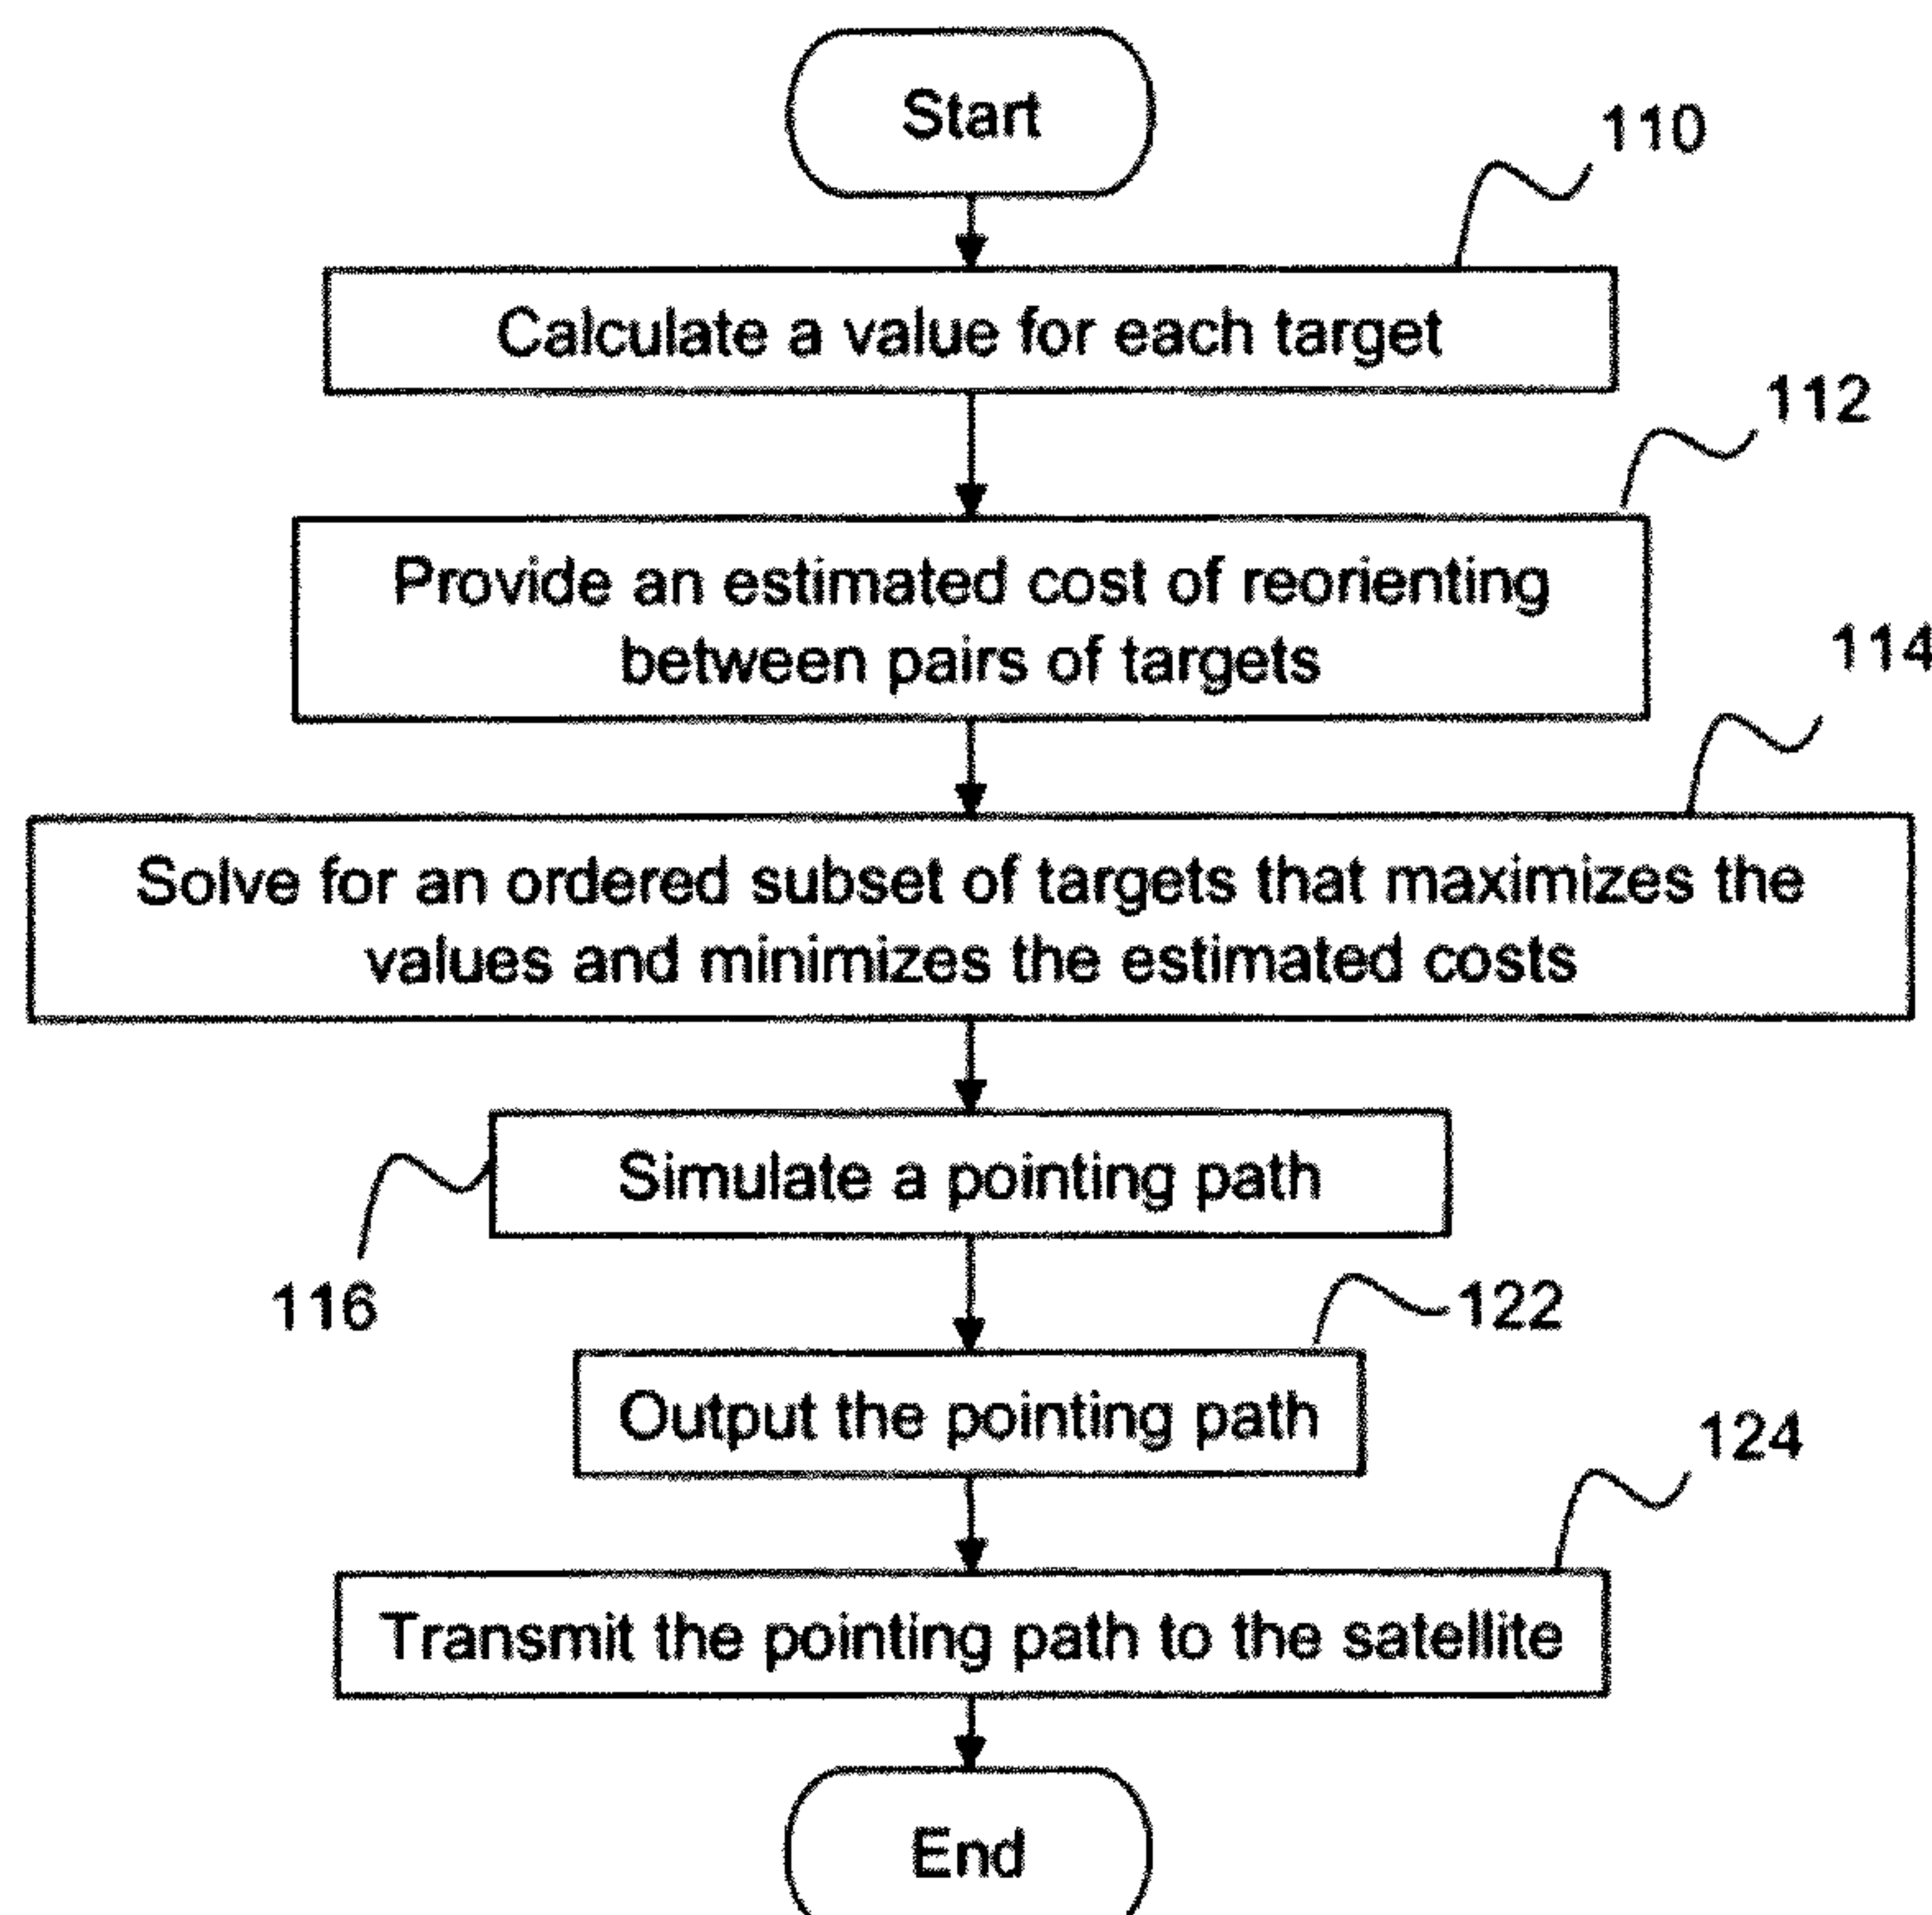 Start
110
Calculate a value for each target
112
Provide an estimated cost of reorienting
between pairs of targets
114
Solve for an ordered subset of targets that maximizes the
values and minimizes the estimated costs
Simulate a pointing path
116
122
Output the pointing path
124
Transmit the pointing path to the satellite
End